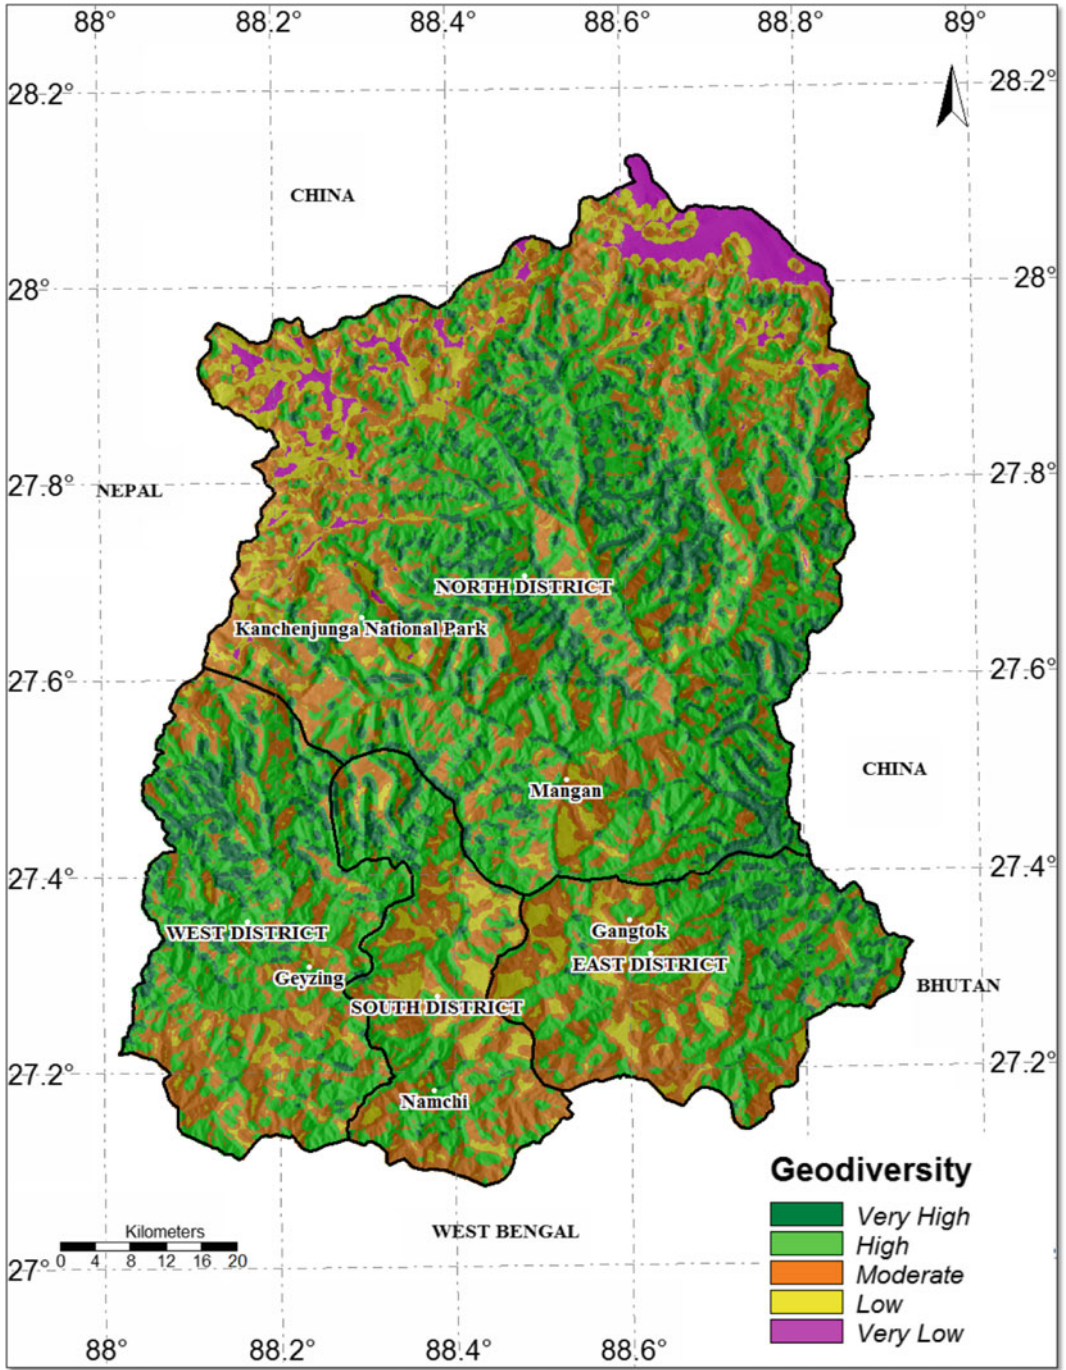 88° 88.2° 88.4° 88.6° 88.8° 89°
28.2° 28.2°
CHINA
28° 28°
27.8° 27.8°
NEPAL
NORTH DISTRICT
Kanchenjunga National Park
27.6° 27.6°
CHINA
Mangan
27.4° 27.4°
WEST DISTRICT
Gangtok
EAST DISTRICT
Geyzing
BHUTAN
SOUTH DISTRICT
27.2° 27.2°
Namchi
Geodiversity
Very High
High
Moderate
Low
Very Low
WEST BENGAL
Kilometers
0 4 8 12 16 20
27°
88° 88.2° 88.4° 88.6°